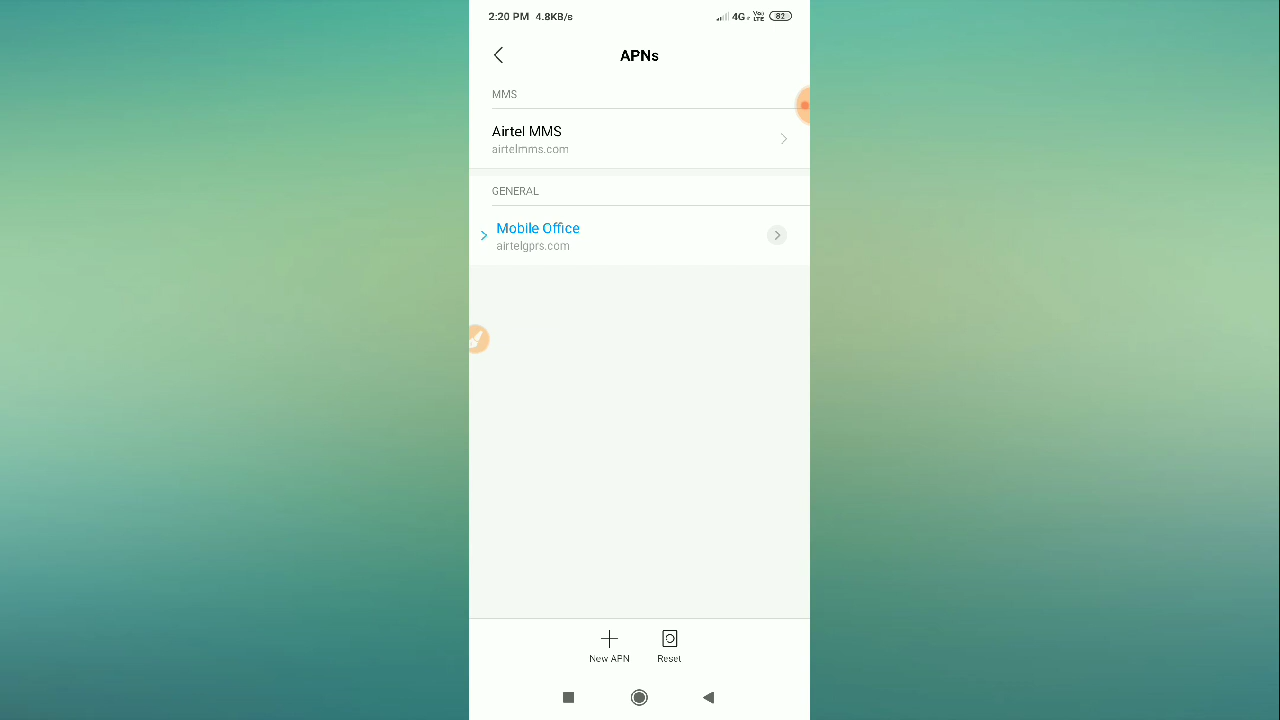 2:20 PM 4.8KB/s 4G 82
APNs
MMS
Airtel MMS
airtelmms.com
GENERAL
Mobile Office
airtelgprs.com
New APN Reset